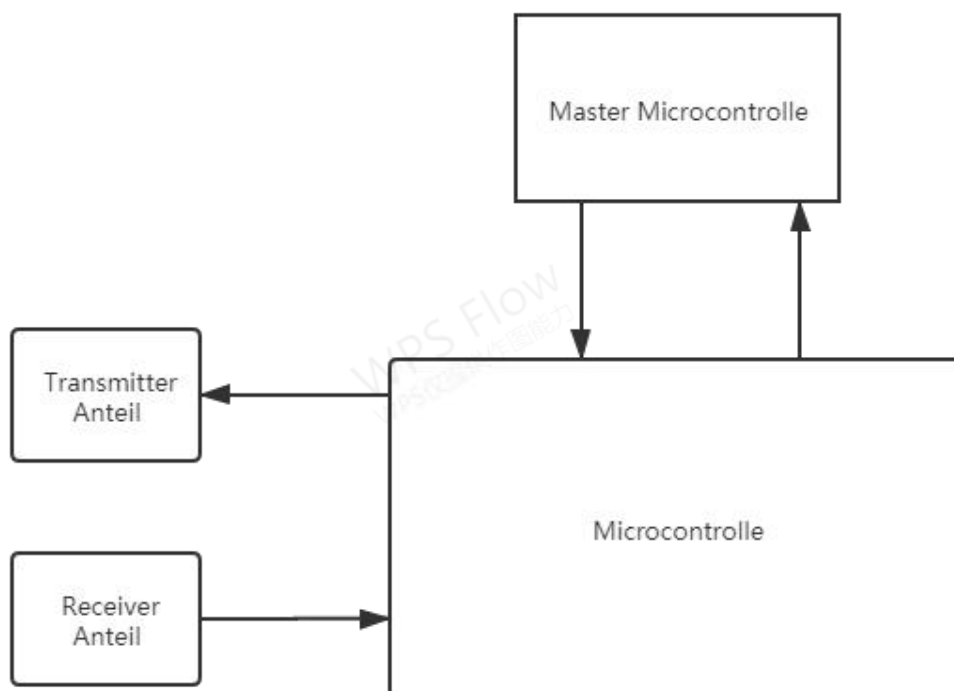 Master Microcontrolle
WPS Flow
Transmitter
Anteil
Microcontrolle
Receiver
Anteil